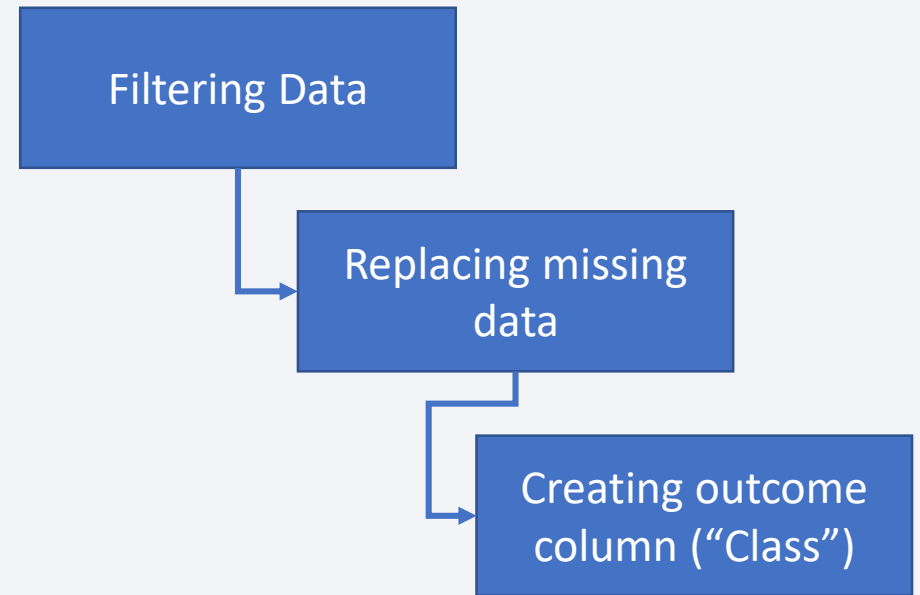 Filtering Data
Replacing missing
data
Creating outcome
column (“Class”)